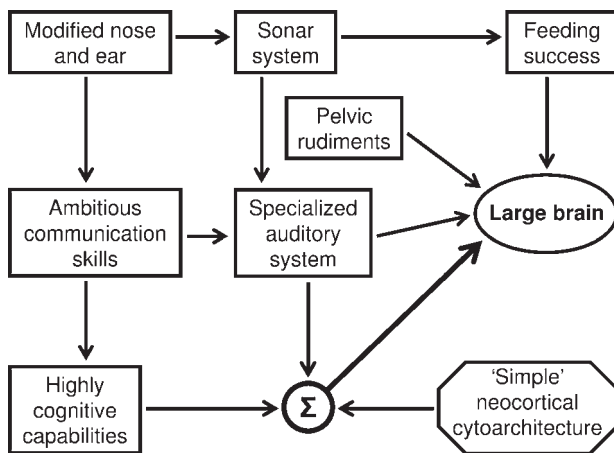 Modified nose
and ear
Sonar
system
Feeding
success
Pelvic
rudiments
Ambitious
communication
skills
Specialized
auditory
system
Large brain
Highly
cognitive
capabilities
Σ
‘Simple’
neocortical
cytoarchitecture